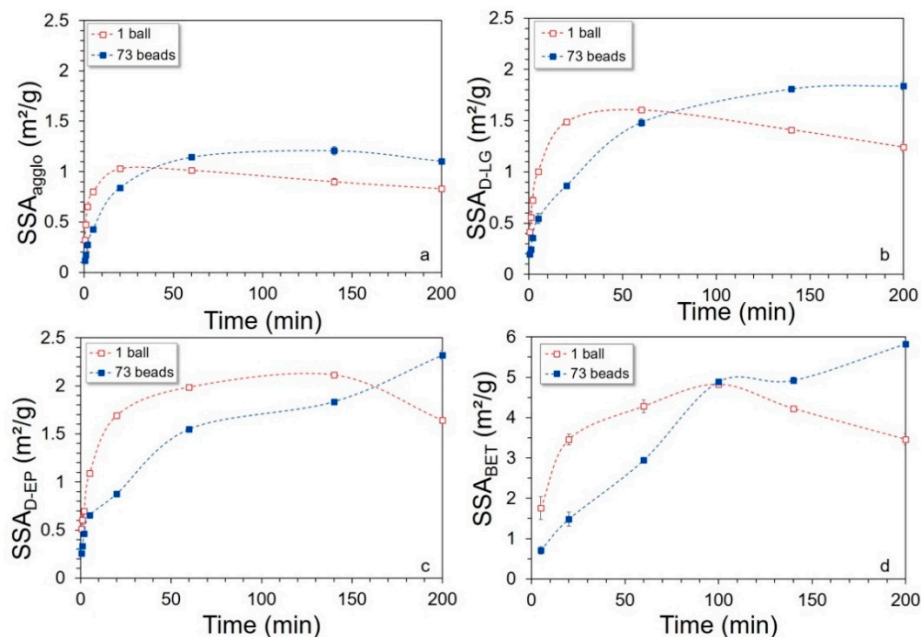 1 ball
73 beads
SSAagglo (m²/g)
2.5
2
1.5
1
0.5
0
0
50
100
150
200
Time (min)
a
1 ball
73 beads
SSAD-LG (m²/g)
2.5
2
1.5
1
0.5
0
0
50
100
150
200
Time (min)
b
1 ball
73 beads
SSAD-EP (m²/g)
2.5
2
1.5
1
0.5
0
0
50
100
150
200
Time (min)
c
1 ball
73 beads
SSABET (m²/g)
6
5
4
3
2
1
0
0
50
100
150
200
Time (min)
d